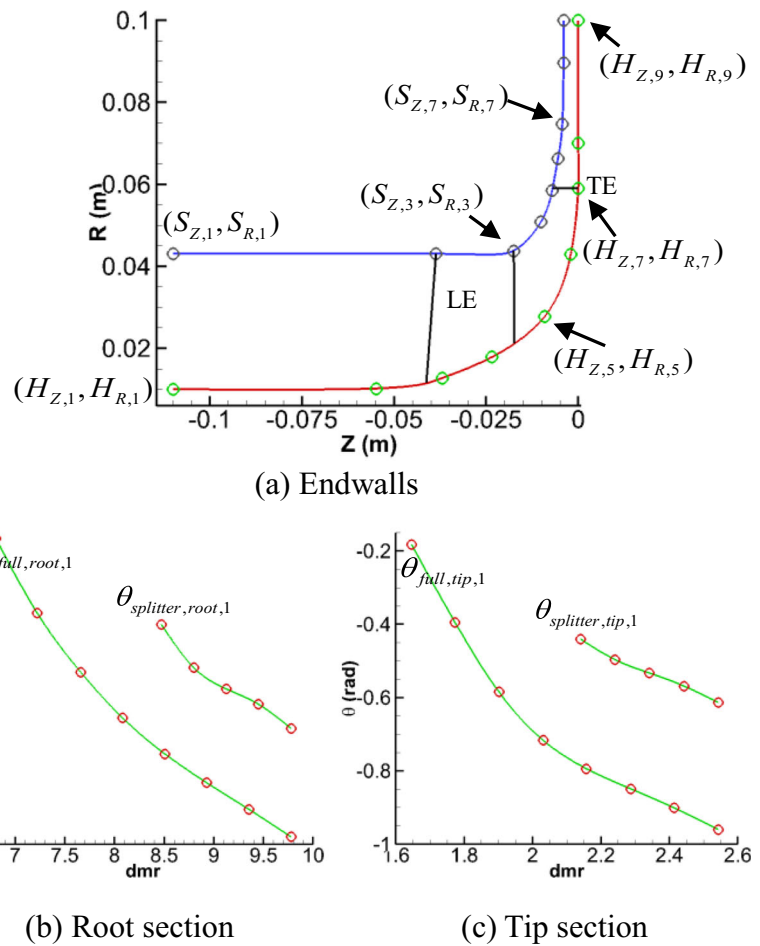 0.1
0.08
0.06
0.04
0.02
R (m)
(S_{Z,7}, S_{R,7})
(H_{Z,9}, H_{R,9})
(S_{Z,3}, S_{R,3})
TE
(S_{Z,1}, S_{R,1})
(H_{Z,7}, H_{R,7})
LE
(H_{Z,5}, H_{R,5})
(H_{Z,1}, H_{R,1})
-0.1 -0.075 -0.05 -0.025 0
Z (m)
(a) Endwalls
full,root,1
θ_{splitter,root,1}
7 7.5 8 8.5 9 9.5 10
dmr
(b) Root section
-0.2
-0.4
-0.6
-0.8
-1
θ (rad)
θ_{full,tip,1}
θ_{splitter,tip,1}
1.6 1.8 2 2.2 2.4 2.6
dmr
(c) Tip section